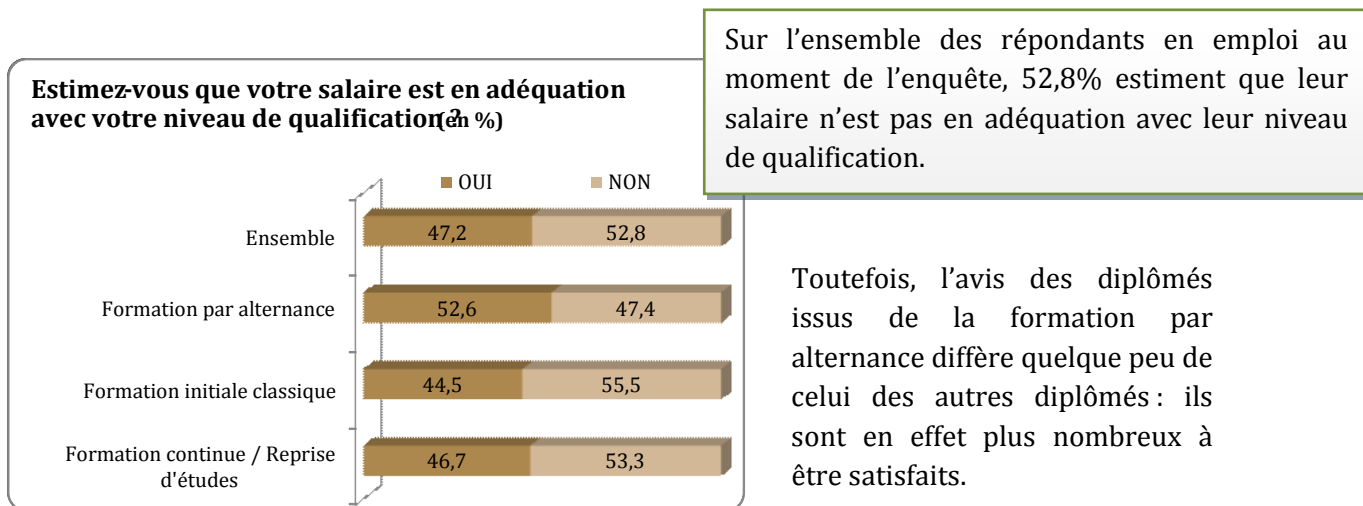 Sur l’ensemble des répondants en emploi au
moment de l’enquête, 52,8% estiment que leur
salaire n’est pas en adéquation avec leur niveau
de qualification.
Estimez-vous que votre salaire est en adéquation
avec votre niveau de qualification ? (en %)
OUI NON
Ensemble 47,2 52,8
Formation par alternance 52,6 47,4
Formation initiale classique 44,5 55,5
Formation continue / Reprise
d'études
46,7 53,3
Toutefois, l’avis des diplômés
issus de la formation par
alternance diffère quelque peu de
celui des autres diplômés : ils
sont en effet plus nombreux à
être satisfaits.